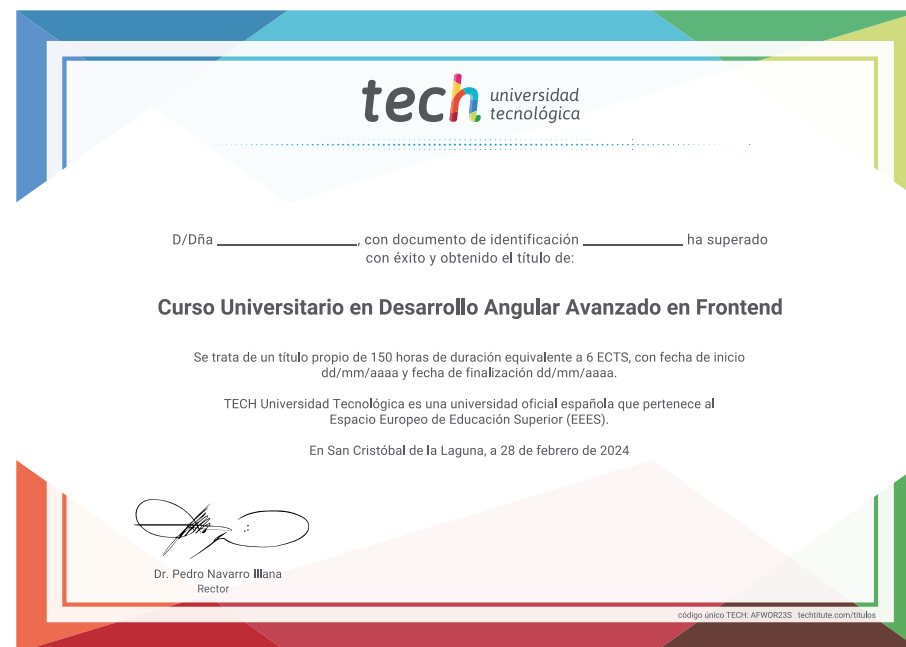 tech universidad
tecnológica
D/Dña ____________________, con documento de identificación ______________ ha superado
con éxito y obtenido el título de:
Curso Universitario en Desarrollo Angular Avanzado en Frontend
Se trata de un título propio de 150 horas de duración equivalente a 6 ECTS, con fecha de inicio
dd/mm/aaaa y fecha de finalización dd/mm/aaaa.
TECH Universidad Tecnológica es una universidad oficial española que pertenece al
Espacio Europeo de Educación Superior (EEES).
En San Cristóbal de la Laguna, a 28 de febrero de 2024
Dr. Pedro Navarro Illana
Rector
código único TECH: AFWOR23S techtitute.com/titulos